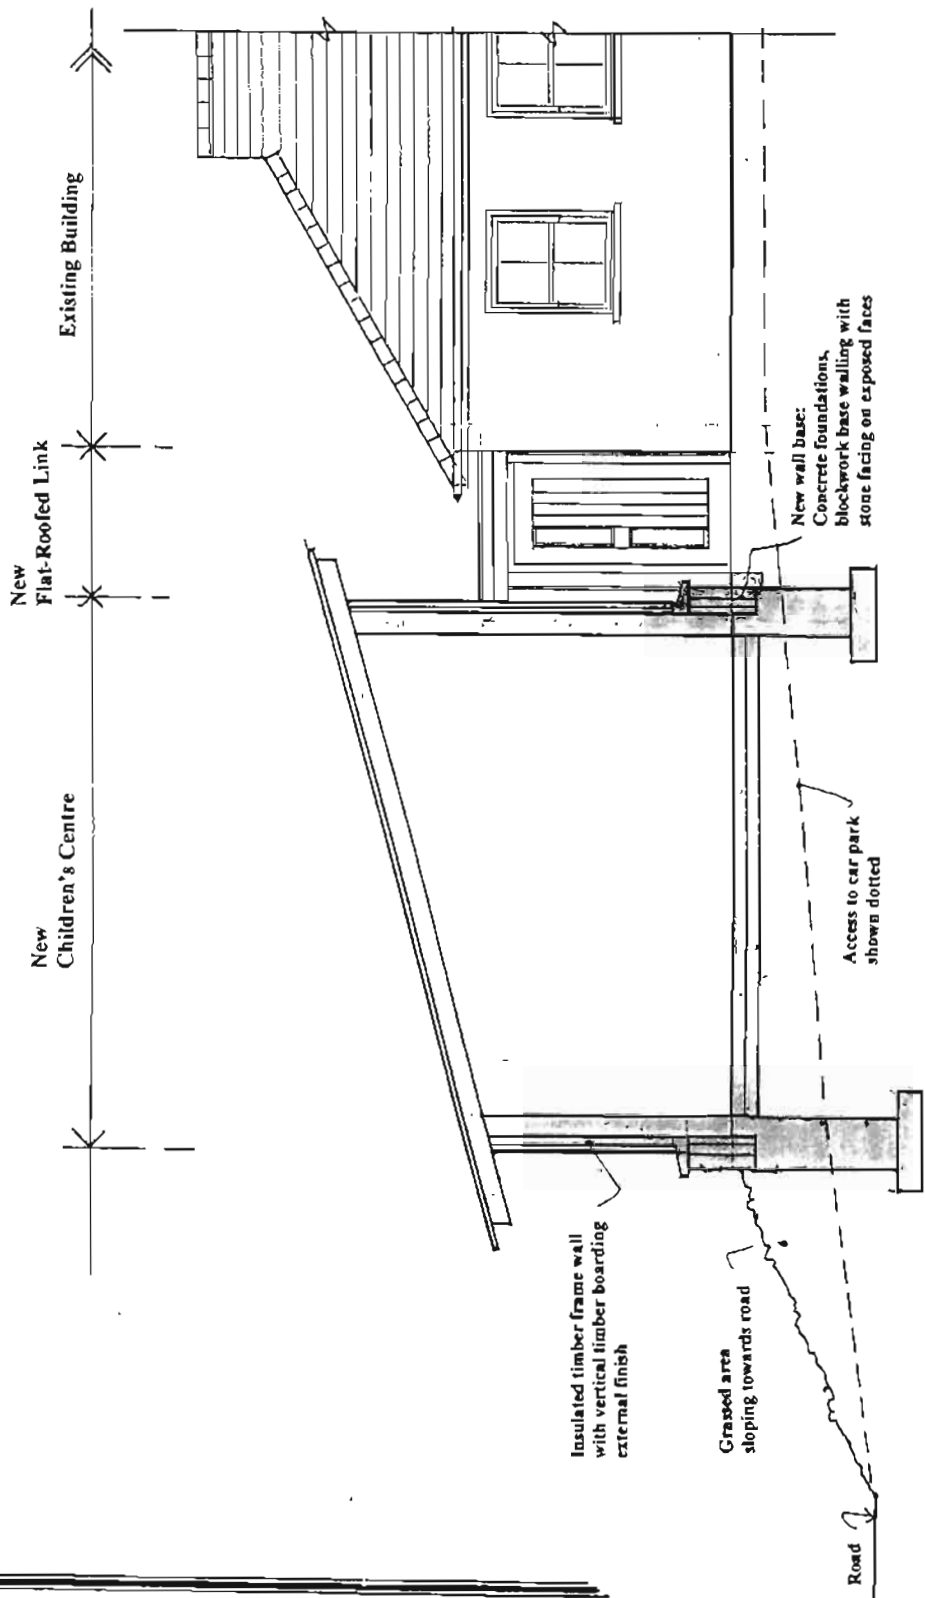 New
Children's Centre
New
Flat-Roofed Link
Existing Building
Insulated timber frame wall
with vertical timber boarding
external finish
Grassed area
sloping towards road
Road
Access to car park
shown dotted
New wall base:
Concrete foundations,
blockwork base walling with
stone facing on exposed faces